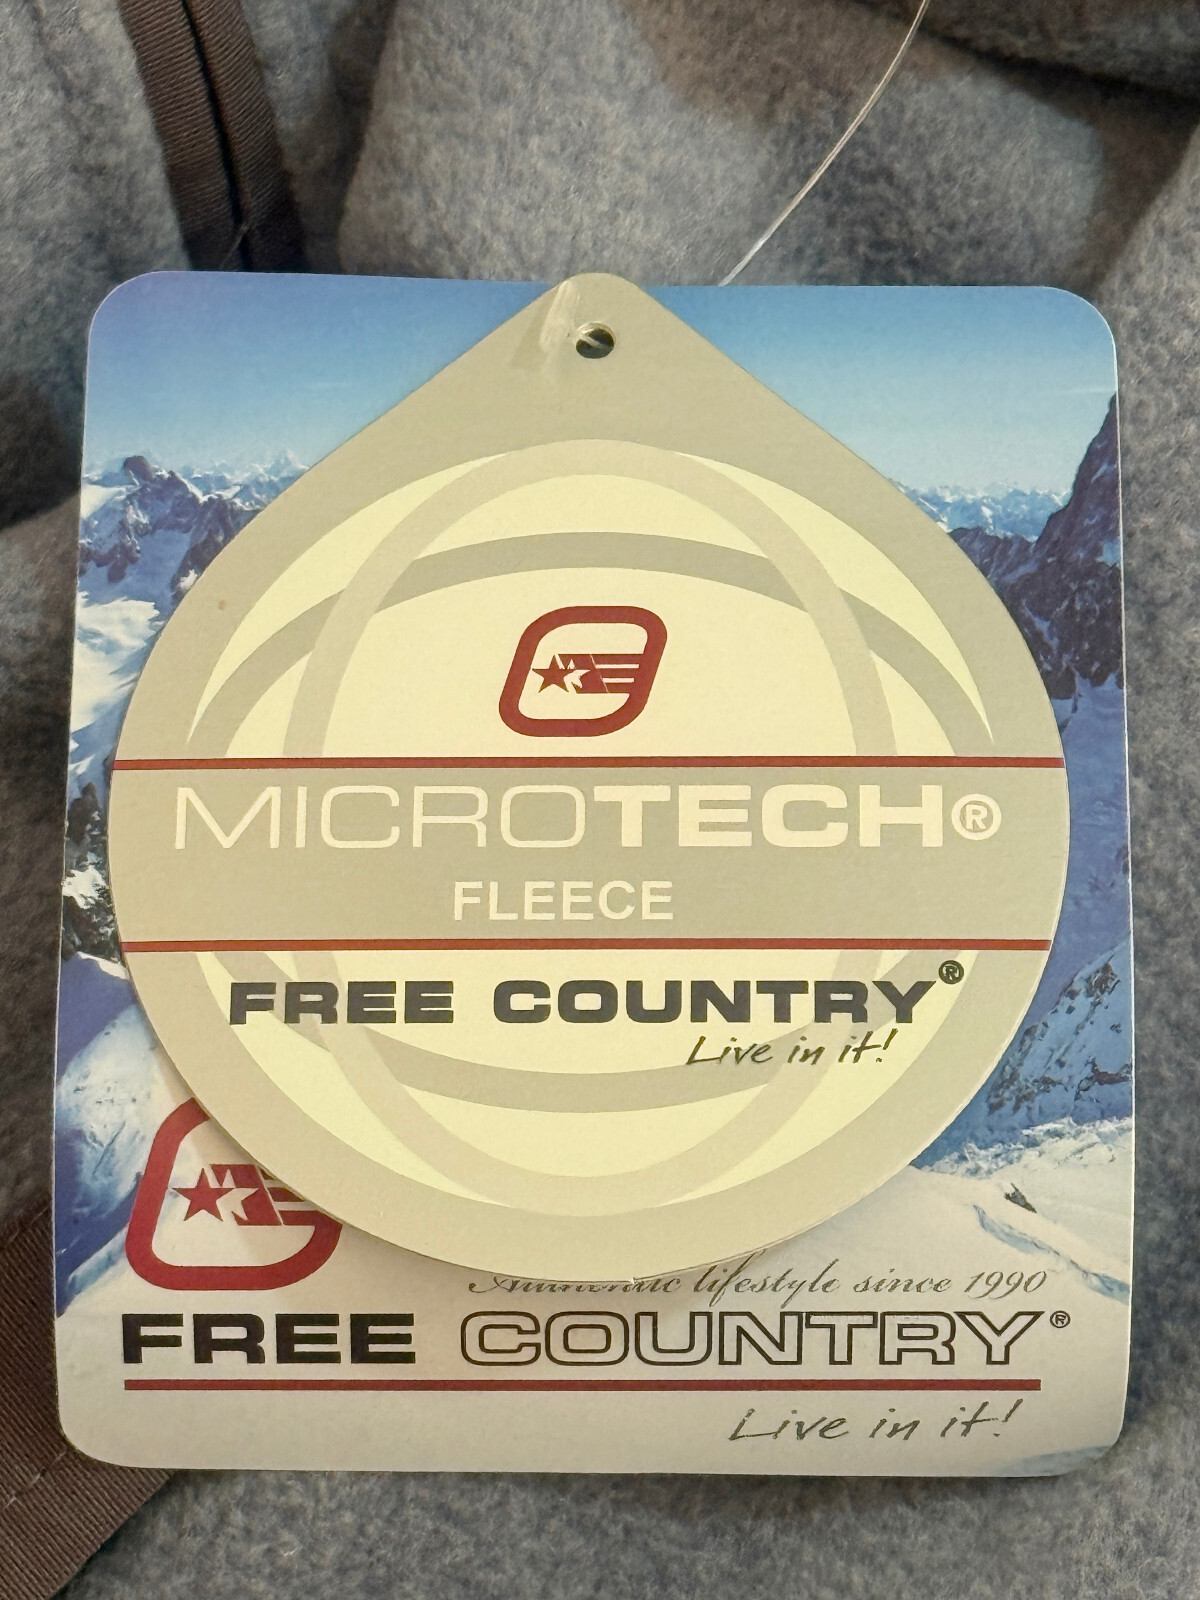 MICROTECH®
FLEECE
FREE COUNTRY®
Live in it!
lifestyle since 1990
FREE COUNTRY®
Live in it!